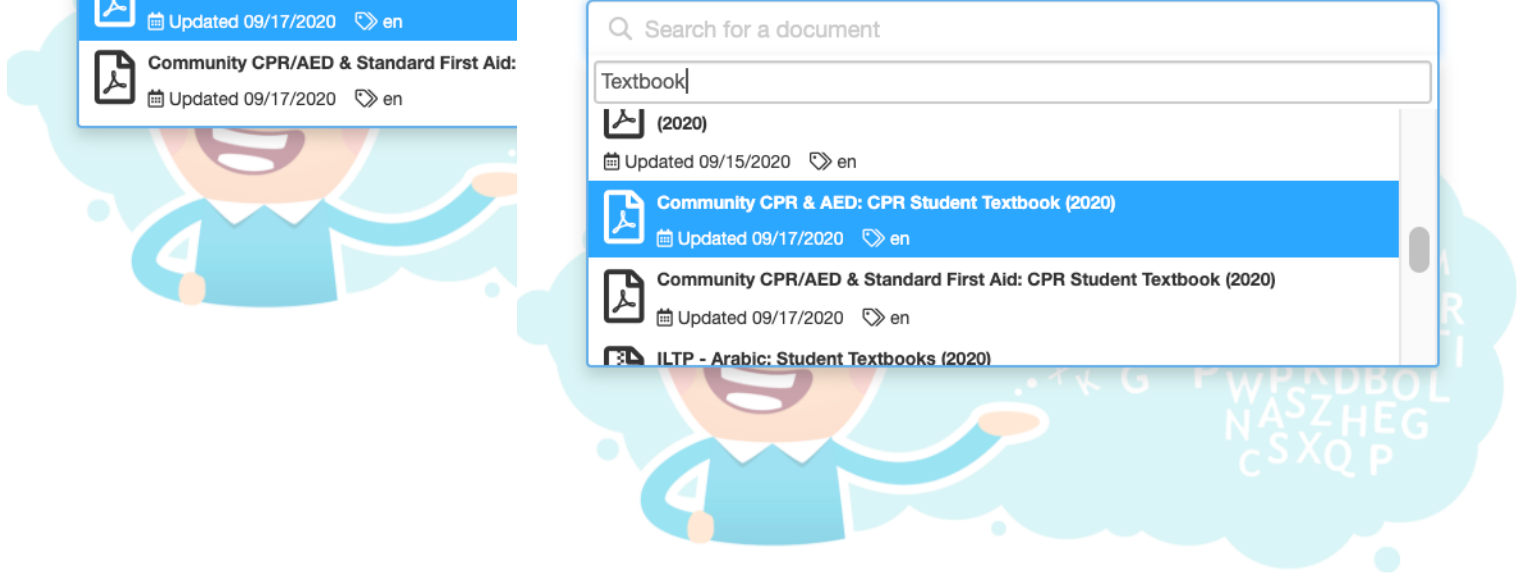 Updated 09/17/2020 en
Community CPR/AED & Standard First Aid:
Updated 09/17/2020 en
Search for a document
Textbook
(2020)
Updated 09/15/2020 en
Community CPR & AED: CPR Student Textbook (2020)
Updated 09/17/2020 en
Community CPR/AED & Standard First Aid: CPR Student Textbook (2020)
Updated 09/17/2020 en
ILTP - Arabic: Student Textbooks (2020)
K G P W P K D B O L
N A S Z H E G
C S X Q P